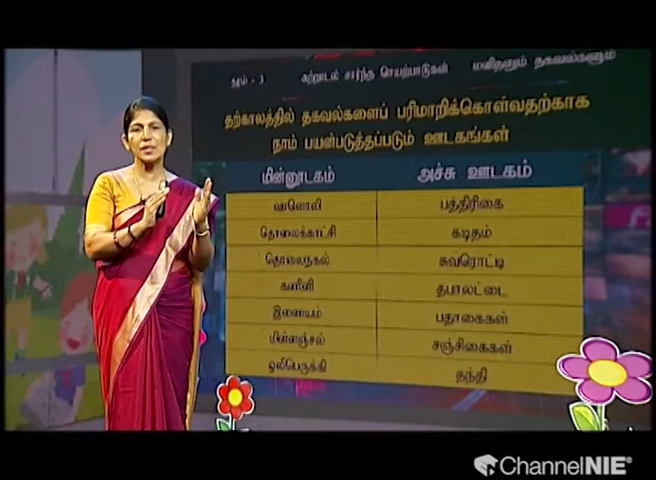 தரம் - 3 கற்றாடல் சார்ந்த செயற்பாடுகள் மனிதனும் தகவல்களும்
தற்காலத்தில் தகவல்களைப் பரிமாறிக்கொள்வதற்காக
நாம் பயன்படுத்தப்படும் ஊடகங்கள்
மின்னூடகம் அச்சு ஊடகம்
வானொலி பத்திரிகை
தொலைக்காட்சி கடிதம்
தொலைநகல் சுவரொட்டி
கணினி தபாலட்டை
இணையம் பதாகைகள்
மின்னஞ்சல் சஞ்சிகைகள்
ஒலிபெருக்கி தந்தி
ChannelNIE